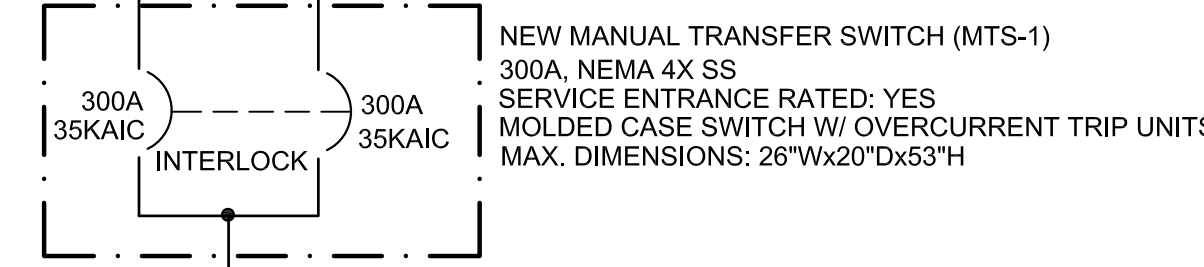 NEW MANUAL TRANSFER SWITCH (MTS-1)
300A, NEMA 4X SS
SERVICE ENTRANCE RATED: YES
MOLDED CASE SWITCH W/ OVERCURRENT TRIP UNITS
MAX. DIMENSIONS: 26"Wx20"Dx53"H
300A
35KAIC
300A
35KAIC
INTERLOCK